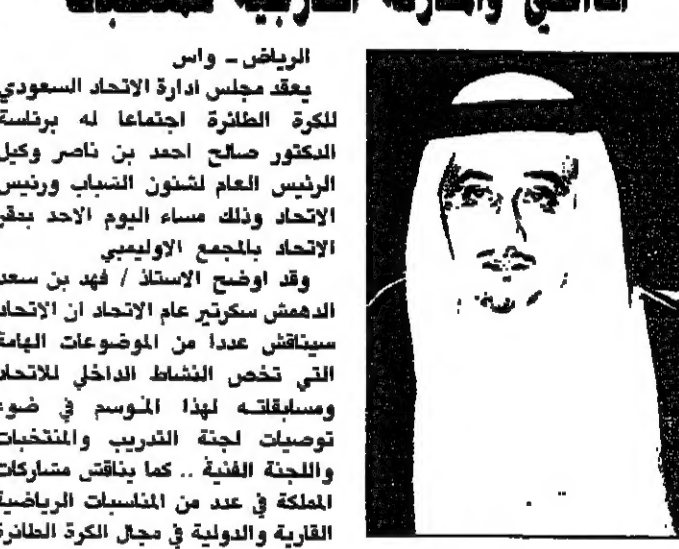 الرياض ـ واس
يعقد مجلس ادارة الاتحاد السعودي
للكرة الطائرة اجتماعا له برئاسة
الدكتور صالح احمد بن ناصر وكيل
الرئيس العام لشئون الشباب ورئيس
الاتحاد وذلك مساء اليوم الاحد بمقر
الاتحاد بالمجمع الاوليمبي
وقد اوضح الاستاذ / فهد بن سعد
الدهمش سكرتير عام الاتحاد ان الاتحاد
سيناقش عددا من الموضوعات الهامة
التي تخص النشاط الداخلي للاتحاد
ومسابقاته لهذا الموسم في ضوء
توصيات لجنة التدريب والمنتخبات
واللجنة الفنية .. كما يناقش مشاركات
المملكة في عدد من المناسبات الرياضية
القارية والدولية في مجال الكرة الطائرة